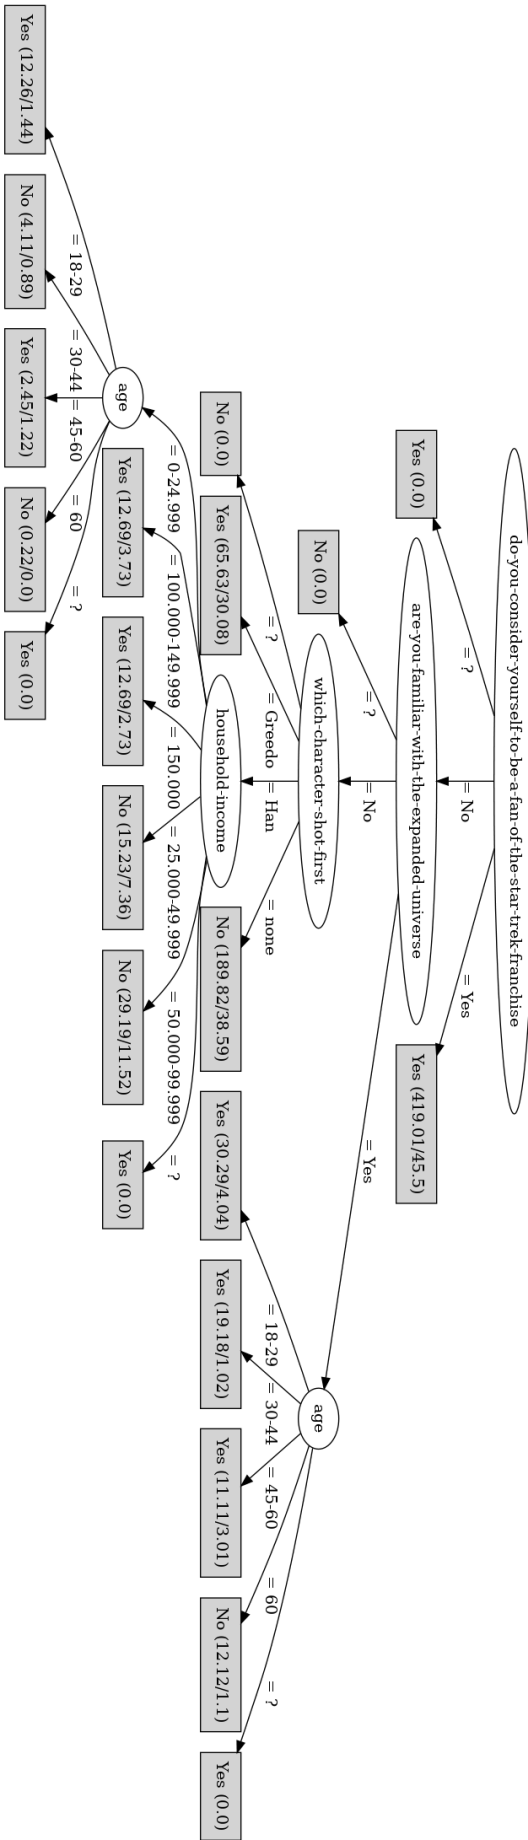 do-you-consider-yourself-to-be-a-fan-of-the-star-trek-franchise
= ?
= No
= Yes
Yes (0.0)
are-you-familiar-with-the-expanded-universe
Yes (419.01/45.5)
= ?
= No
= Yes
No (0.0)
which-character-shot-first
age
= ?
= Greedo
= Han
= none
= 18-29
= 30-44
= 45-60
= 60
= ?
No (0.0)
Yes (65.63/30.08)
household-income
No (189.82/38.59)
Yes (30.29/4.04)
Yes (19.18/1.02)
Yes (11.11/3.01)
No (12.12/1.1)
Yes (0.0)
= 0-24.999
= 100.000-149.999
= 150.000
= 25.000-49.999
= 50.000-99.999
= ?
age
Yes (12.69/3.73)
Yes (12.69/2.73)
No (15.23/7.36)
No (29.19/11.52)
Yes (0.0)
= 18-29
= 30-44
= 45-60
= 60
= ?
Yes (12.26/1.44)
No (4.11/0.89)
Yes (2.45/1.22)
No (0.22/0.0)
Yes (0.0)